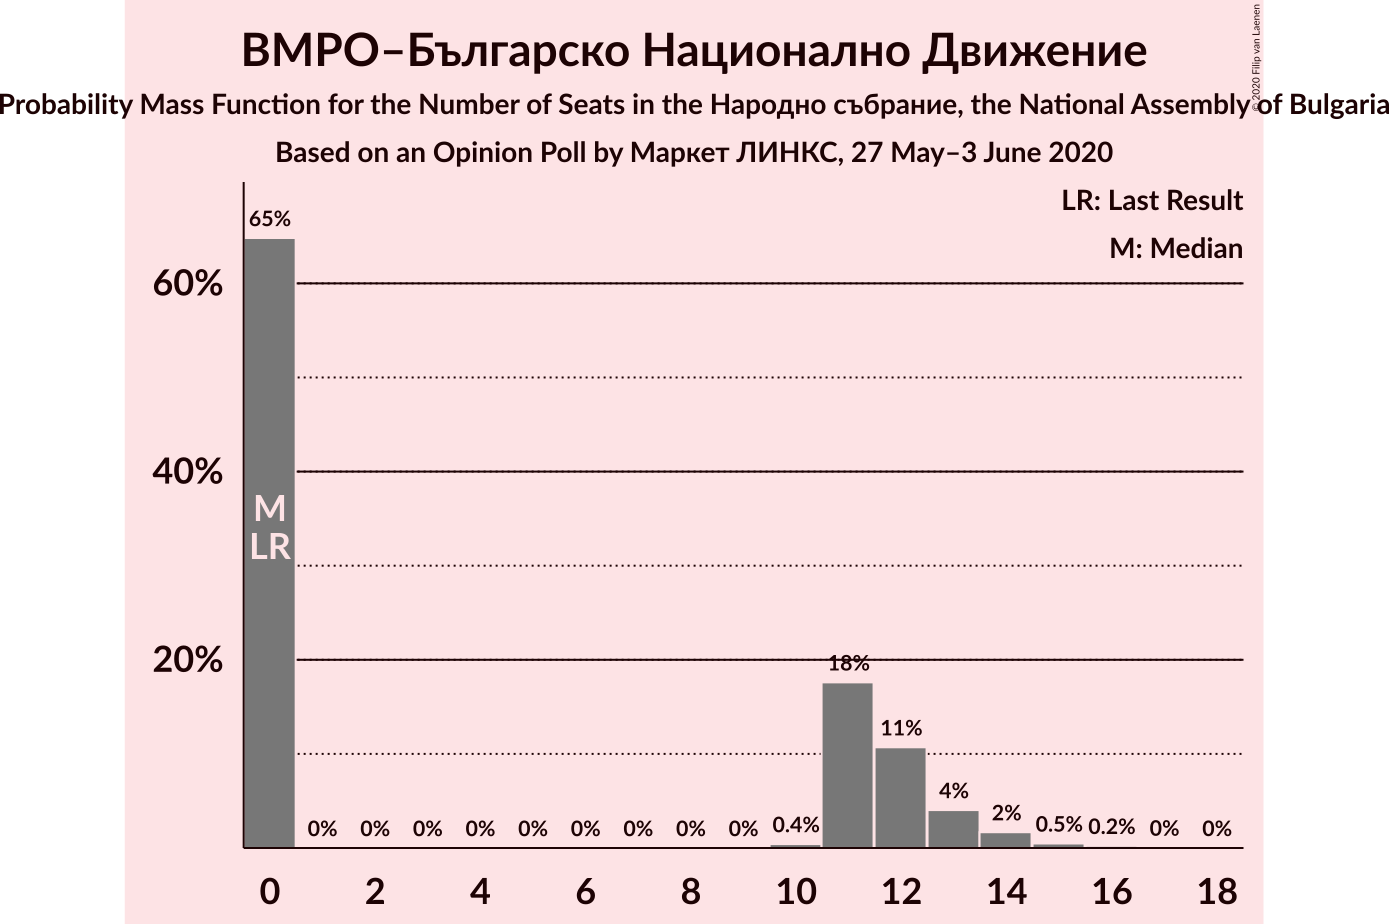 ВМРО–Българско Национално Движение
Probability Mass Function for the Number of Seats in the Народно събрание, the National Assembly of Bulgaria
Based on an Opinion Poll by Маркет ЛИНКС, 27 May–3 June 2020
© 2020 Filip van Laenen
LR: Last Result
M: Median
60%
40%
20%
65%
M
LR
0% 0% 0% 0% 0% 0% 0% 0% 0% 0.4% 18% 11% 4% 2% 0.5% 0.2% 0% 0%
0 2 4 6 8 10 12 14 16 18